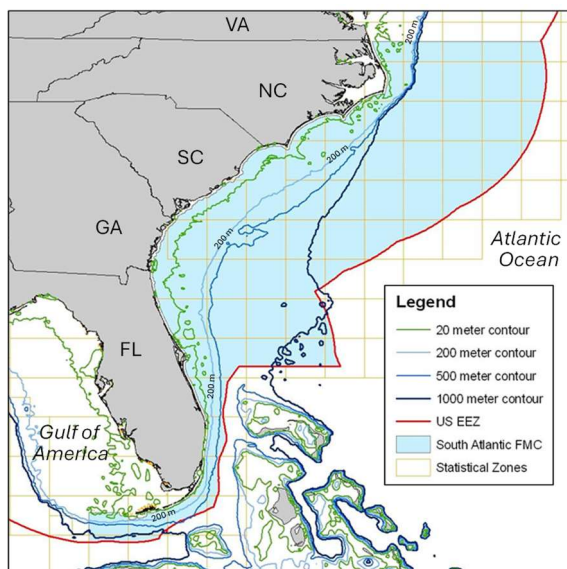 VA
200 m
NC
200 m
SC
200 m
GA
Atlantic
Ocean
Legend
20 meter contour
200 meter contour
500 meter contour
1000 meter contour
US EEZ
South Atlantic FMC
Statistical Zones
FL
200 m
Gulf of
America
200 m